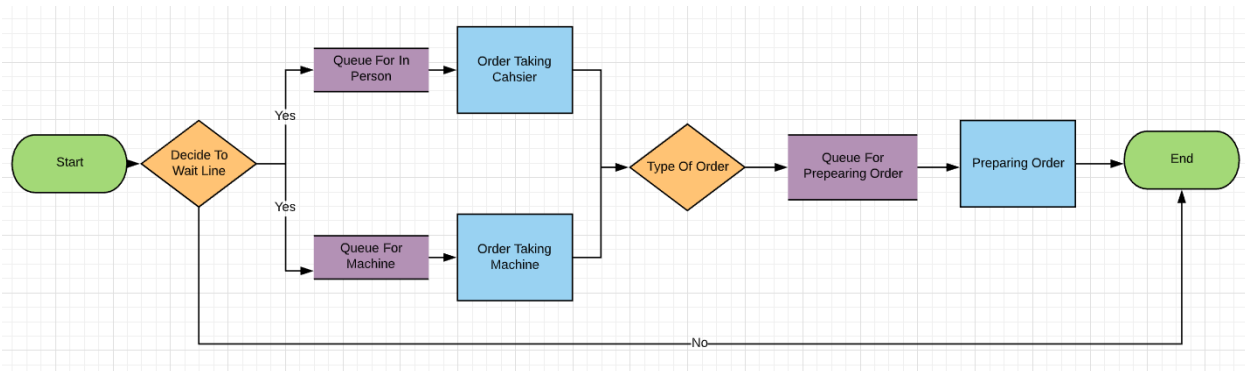 Start
Decide To
Wait Line
Yes
Yes
Queue For In
Person
Order Taking
Cahsier
Queue For
Machine
Order Taking
Machine
Type Of Order
Queue For
Prepearing Order
Preparing Order
End
No